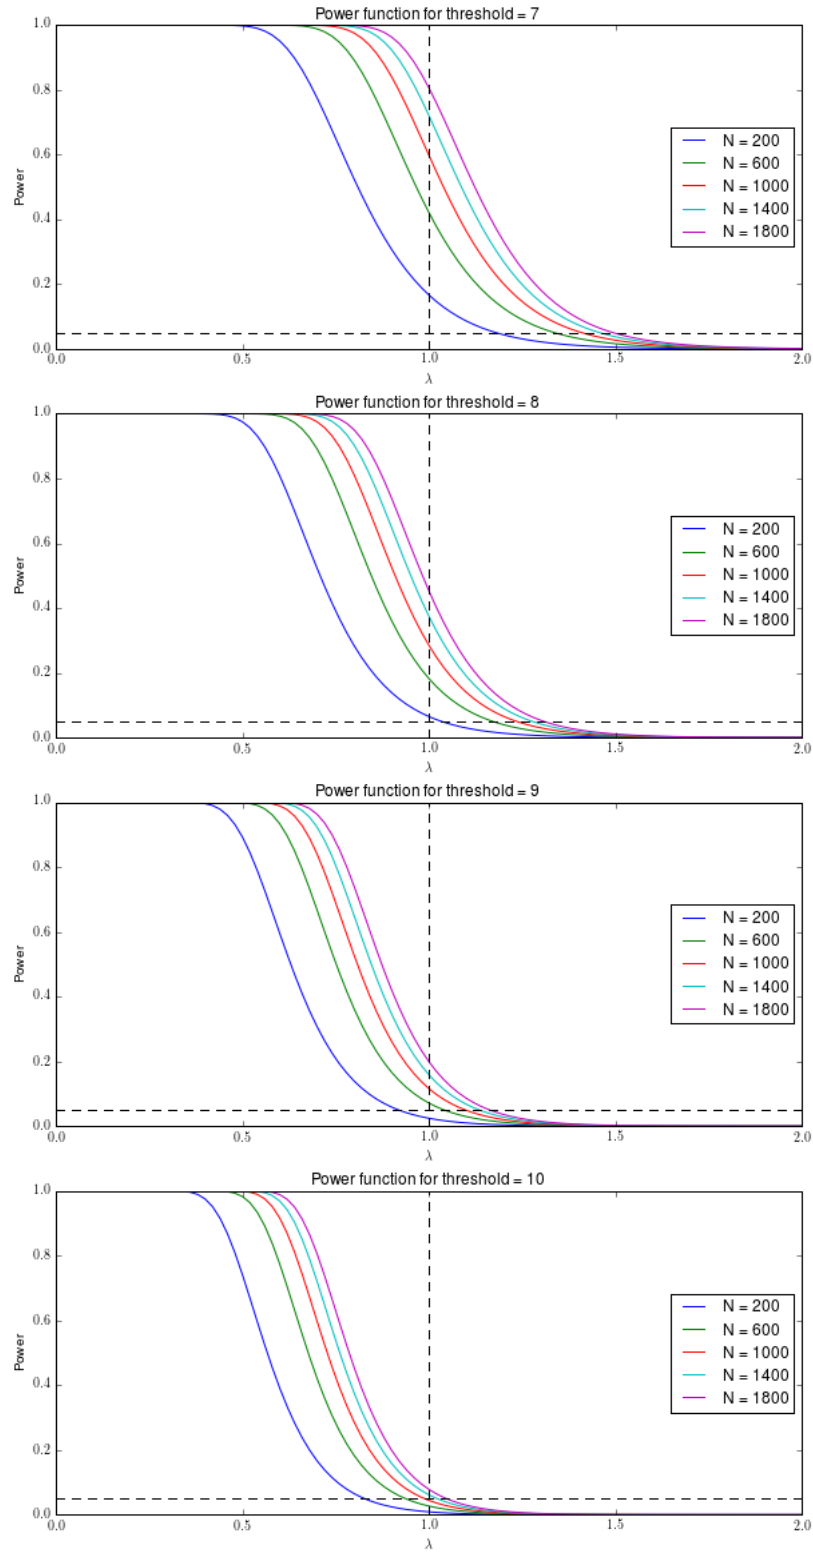 Power function for threshold = 7
1.0
0.8
0.6
0.4
0.2
0.0
Power
N = 200
N = 600
N = 1000
N = 1400
N = 1800
0.0 0.5 1.0 1.5 2.0
λ
Power function for threshold = 8
1.0
0.8
0.6
0.4
0.2
0.0
Power
N = 200
N = 600
N = 1000
N = 1400
N = 1800
0.0 0.5 1.0 1.5 2.0
λ
Power function for threshold = 9
1.0
0.8
0.6
0.4
0.2
0.0
Power
N = 200
N = 600
N = 1000
N = 1400
N = 1800
0.0 0.5 1.0 1.5 2.0
λ
Power function for threshold = 10
1.0
0.8
0.6
0.4
0.2
0.0
Power
N = 200
N = 600
N = 1000
N = 1400
N = 1800
0.0 0.5 1.0 1.5 2.0
λ